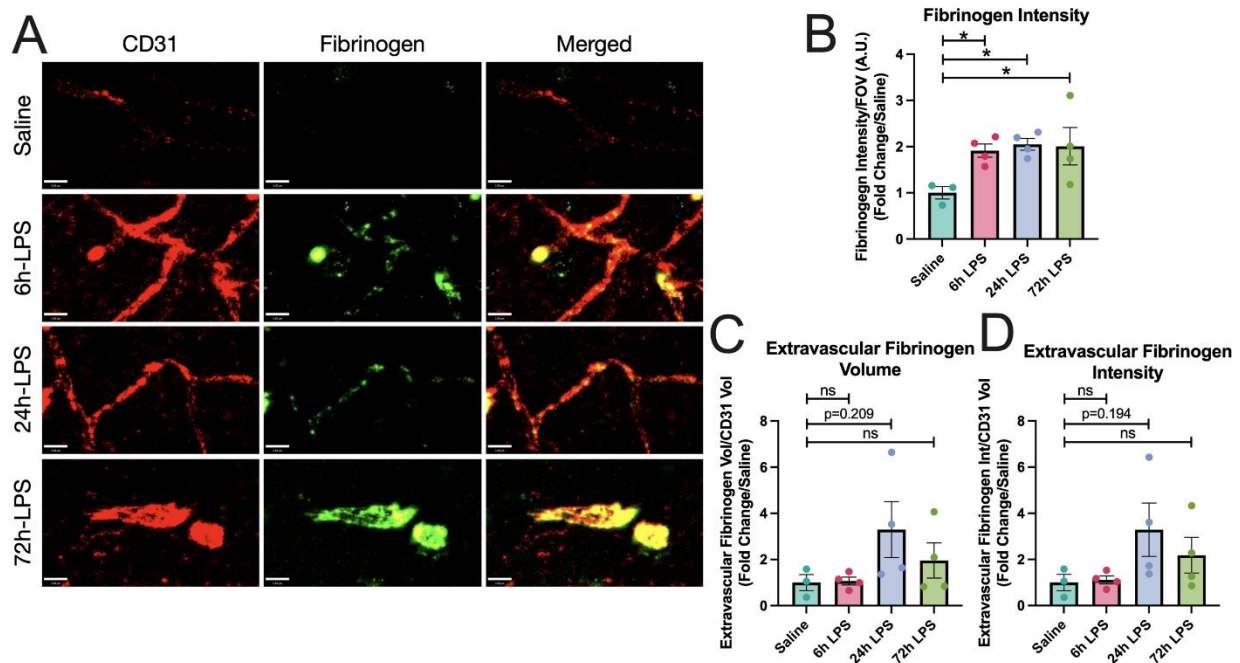 A
CD31
Fibrinogen
Merged
Saline
6h-LPS
24h-LPS
72h-LPS
B
Fibrinogen Intensity
Fibrinogegn Intensity/FOV (A.U.)
(Fold Change/Saline)
4
3
2
1
0
*
*
*
Saline
6h LPS
24h LPS
72h LPS
C
Extravascular Fibrinogen
Volume
Extravascular Fibrinogen Vol/CD31 Vol
(Fold Change/Saline)
8
6
4
2
0
ns
p=0.209
ns
Saline
6h LPS
24h LPS
72h LPS
D
Extravascular Fibrinogen
Intensity
Extravascular Fibrinogen Int/CD31 Vol
(Fold Change/Saline)
8
6
4
2
0
ns
p=0.194
ns
Saline
6h LPS
24h LPS
72h LPS